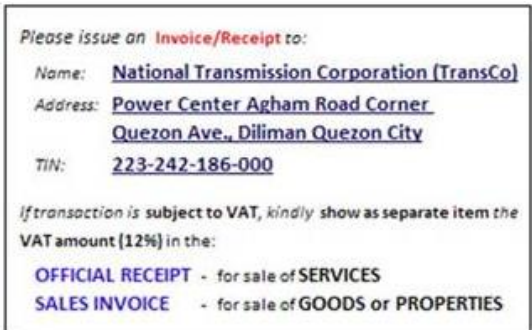 Please issue an Invoice/Receipt to:
Name: National Transmission Corporation (TransCo)
Address: Power Center Agham Road Corner
Quezon Ave., Diliman Quezon City
TIN: 223-242-186-000
If transaction is subject to VAT, kindly show as separate item the
VAT amount (12%) in the:
OFFICIAL RECEIPT - for sale of SERVICES
SALES INVOICE - for sale of GOODS or PROPERTIES